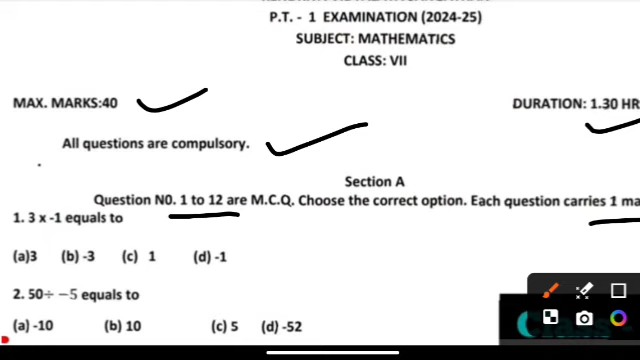 P.T. - 1 EXAMINATION (2024-25)
SUBJECT: MATHEMATICS
CLASS: VII
MAX. MARKS:40 DURATION: 1.30 HR
All questions are compulsory.
Section A
Question N0. 1 to 12 are M.C.Q. Choose the correct option. Each question carries 1 ma
1. 3 x -1 equals to
(a)3 (b) -3 (c) 1 (d) -1
2. 50÷ −5 equals to
(a) -10 (b) 10 (c) 5 (d) -52